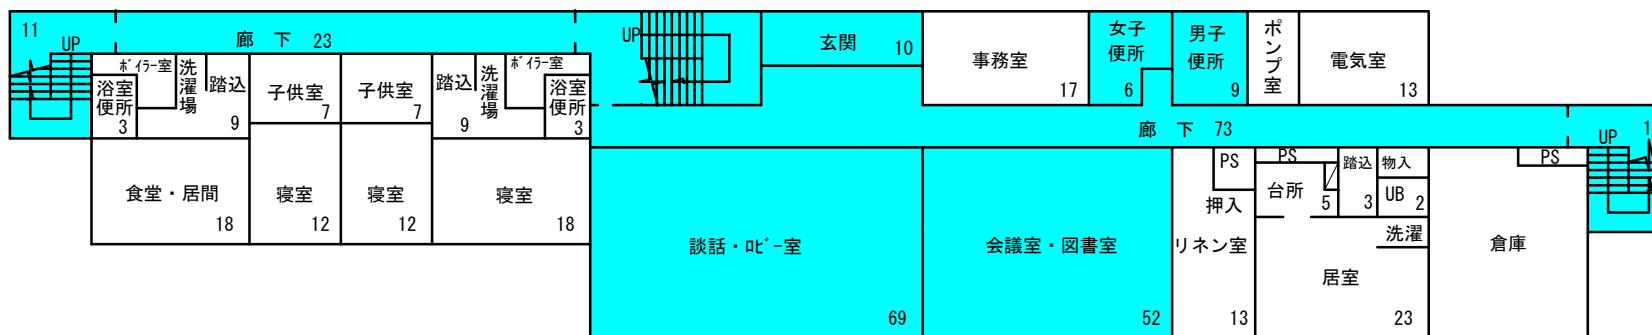 11
UP
廊 下 23
UP
玄関 10
事務室
17
女子
便所
6
男子
便所
9
ポンプ室
電気室
13
ﾎﾞｲﾗｰ室
浴室
便所
3
洗濯場
踏込
9
子供室
7
子供室
7
踏込
9
洗濯場
ﾎﾞｲﾗｰ室
浴室
便所
3
廊 下 73
1
UP
食堂・居間
18
寝室
12
寝室
12
寝室
18
談話・ﾛﾋﾞｰ室
69
会議室・図書室
52
PS
押入
リネン室
13
PS
台所
5
踏込
3
物入
UB 2
洗濯
居室
23
PS
倉庫